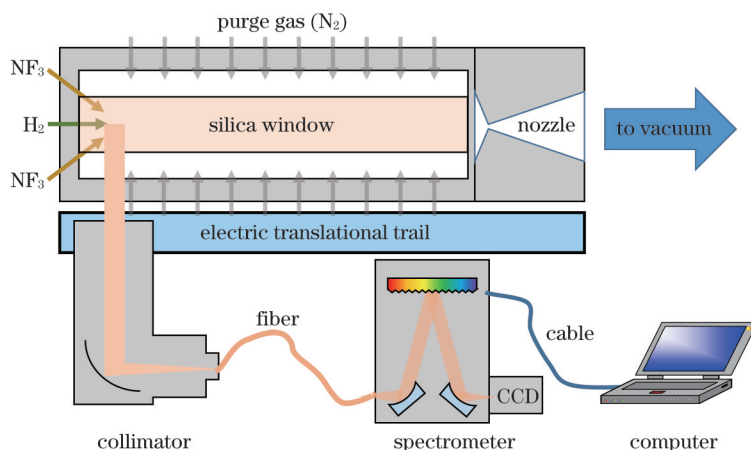 purge gas (N₂)
NF₃
H₂
NF₃
silica window
nozzle
to vacuum
electric translational trail
fiber
cable
CCD
collimator
spectrometer
computer